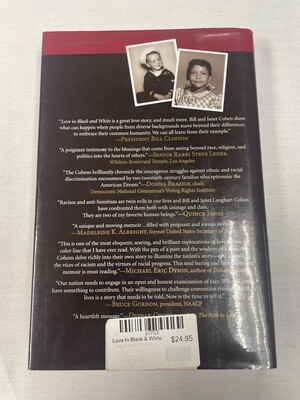 "Love in Black and White is a great love story, and much more. Bill and Janet Cohen show
what can happen when people from diverse backgrounds move beyond their differences
to embrace their common humanity. We can all learn from their example."
—PRESIDENT BILL CLINTON
"A poignant testimony to the blessings that come from seeing beyond race, religion, and
politics into the hearts of others."—SENIOR RABBI STEVE LEDER,
Wilshire Boulevard Temple, Los Angeles
"The Cohens brilliantly chronicle the courageous struggles against ethnic and racial
discrimination encountered by two twentieth-century families who epitomize the
American Dream."—DONNA BRAZILE, chair,
Democratic National Committee's Voting Rights Institute
"Racism and anti-Semitism are twin evils in our lives and Bill and Janet Langhart Cohen
have confronted them both with courage and class.
They are two of my favorite human beings."—QUINCY JONES
"A unique and moving memoir...filled with poignant and joyous
MADELEINE K. ALBRIGHT, former United States Secretary of
"This is one of the most eloquent, searing, and brilliant explorations of love
color line that I have ever read. With the pen of a poet and the wisdom of
Cohens delve richly into their own story to illumine the nation's story
the vices of racism and the virtues of racial progress. This soul baring and
memoir is must reading."—MICHAEL ERIC DYSON, author of
"Our nation needs to engage in an open and honest examination of race. Bill and
have something to contribute. Their willingness to challenge convention
lives is a story that needs to be told. Now is the time to tell it."
—BRUCE GORDON, president, NAACP
"A heartfelt message."—DEEPAK
The Path to
Love In Black & White
$24.95